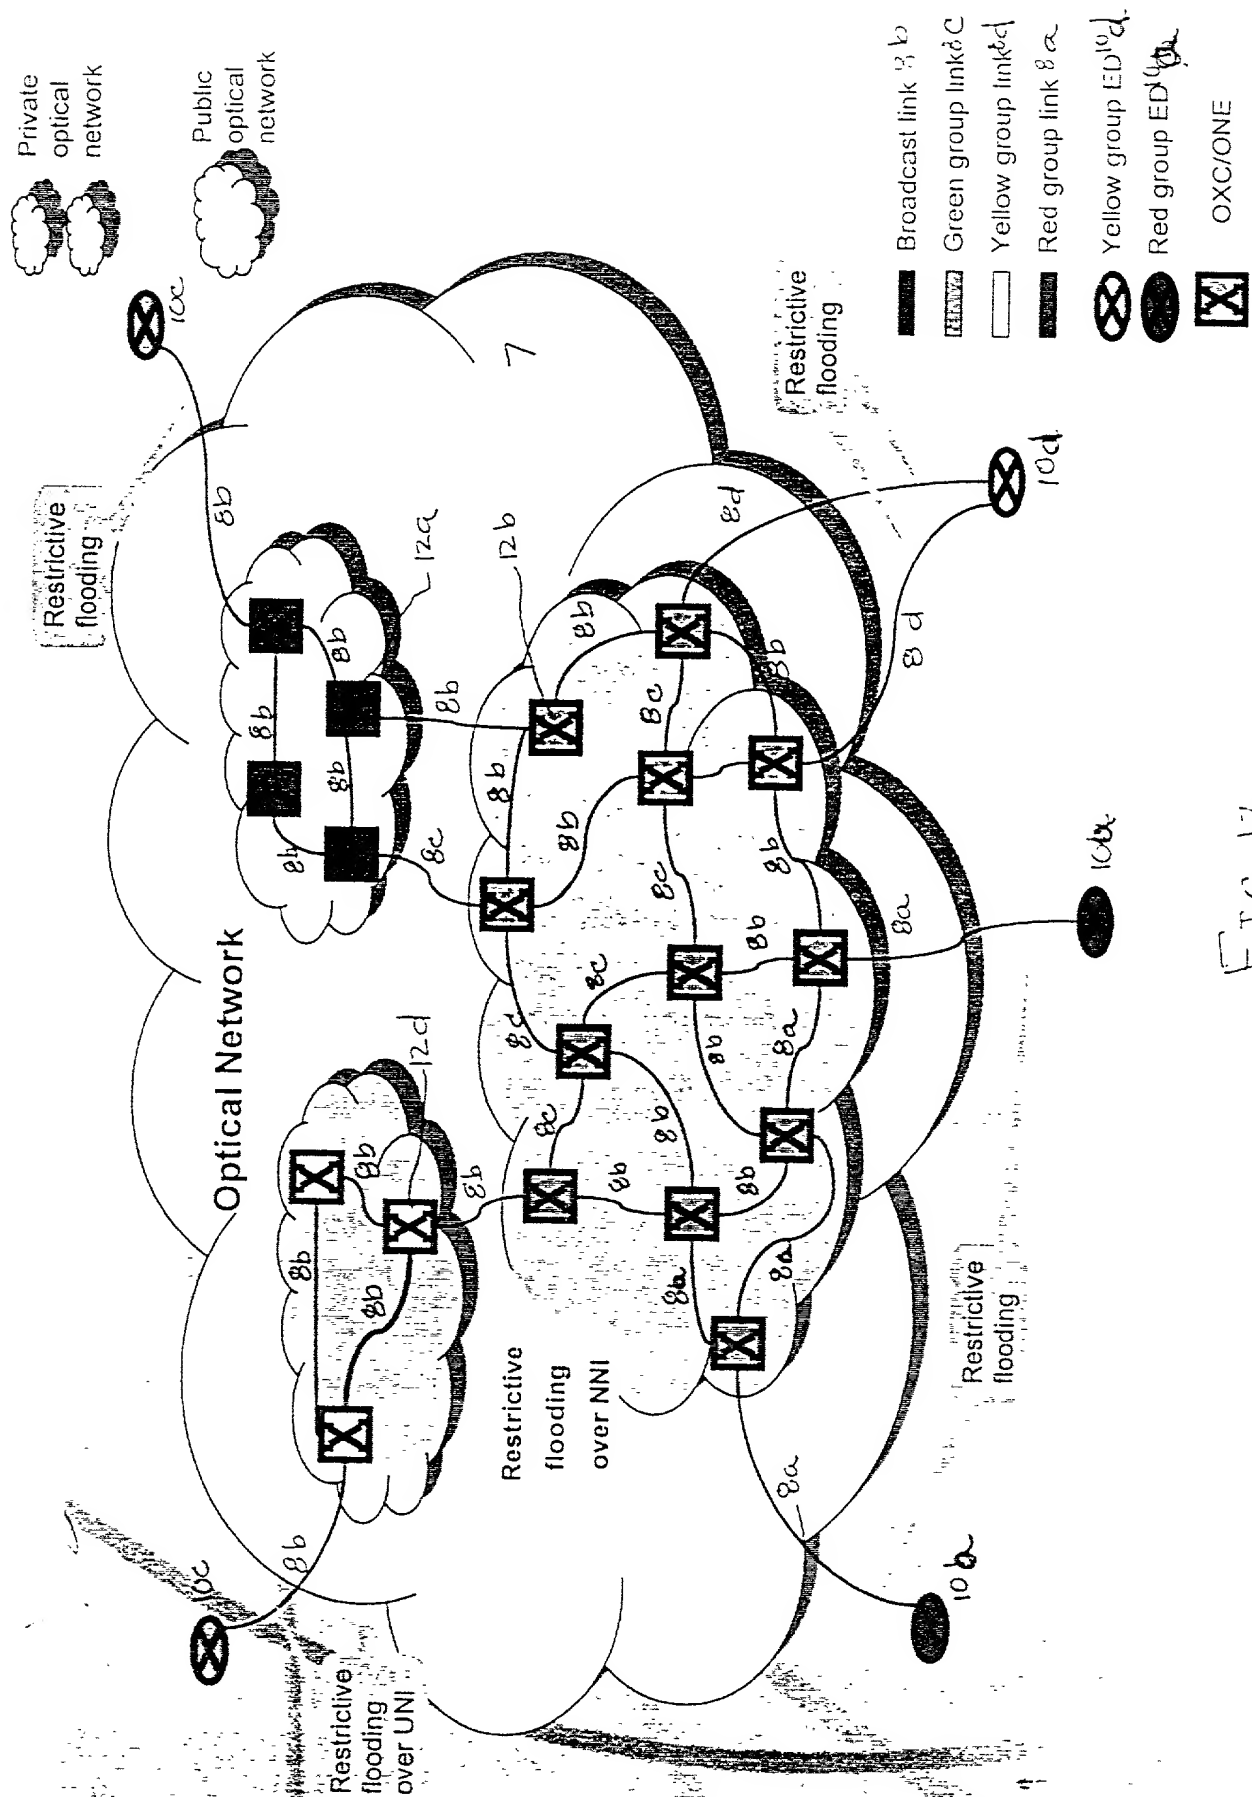 Private
optical
network
Public
optical
network
Broadcast link 8b
Green group link 8c
Yellow group link 8d
Red group link 8a
Yellow group ED 10d
Red group ED
OXC/ONE
Restrictive
flooding
Restrictive
flooding
Restrictive
flooding
Restrictive
flooding
over NNI
Restrictive
flooding
over UNI
Optical Network
7
10c
8b
8b
8b
8b
8b
12a
8b
8c
12b
8b
8b
8b
8d
10d
8d
8c
8b
8c
8b
8b
8a
10a
8c
8c
8b
8a
8c
8b
8b
8b
8a
8a
8a
10a
12d
8b
8b
8b
8b
8b
10c